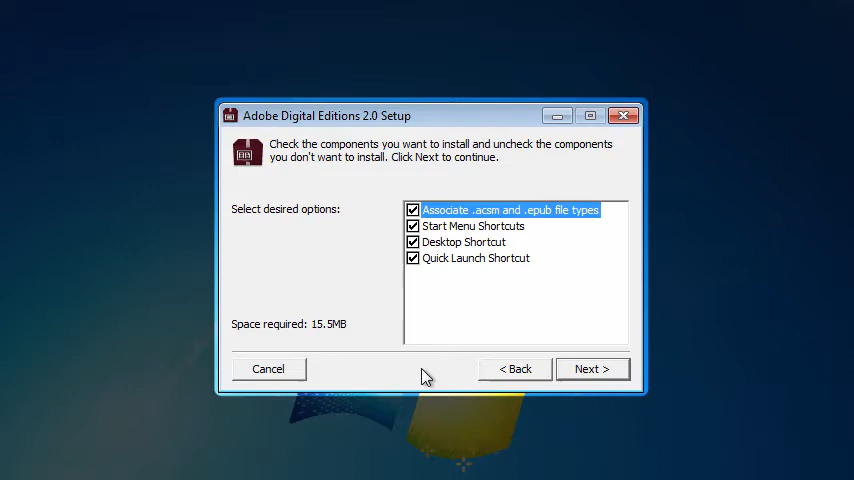 Adobe Digital Editions 2.0 Setup
Check the components you want to install and uncheck the components
you don't want to install. Click Next to continue.
Select desired options:
Associate .acsm and .epub file types
Start Menu Shortcuts
Desktop Shortcut
Quick Launch Shortcut
Space required: 15.5MB
Cancel
< Back
Next >